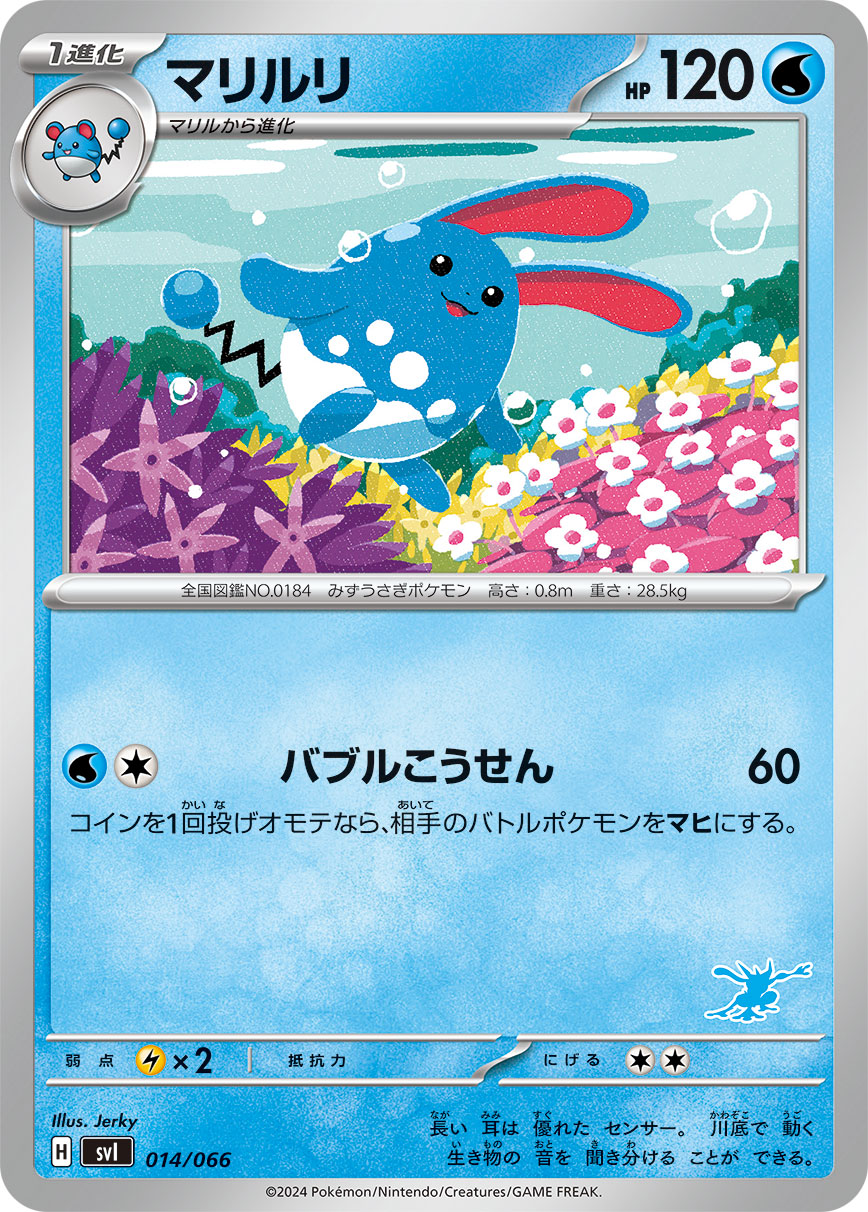 1進化
マリルリ
HP 120
マリルから進化
全国図鑑NO.0184 みずうさぎポケモン 高さ：0.8m 重さ：28.5kg
バブルこうせん 60
コインを1回投げオモテなら、相手のバトルポケモンをマヒにする。
弱点 ×2 抵抗力 にげる
Illus. Jerky
長い 耳は 優れた センサー。 川底で 動く
生き物の 音を 聞き分ける ことが できる。
H svI 014/066
©2024 Pokémon/Nintendo/Creatures/GAME FREAK.